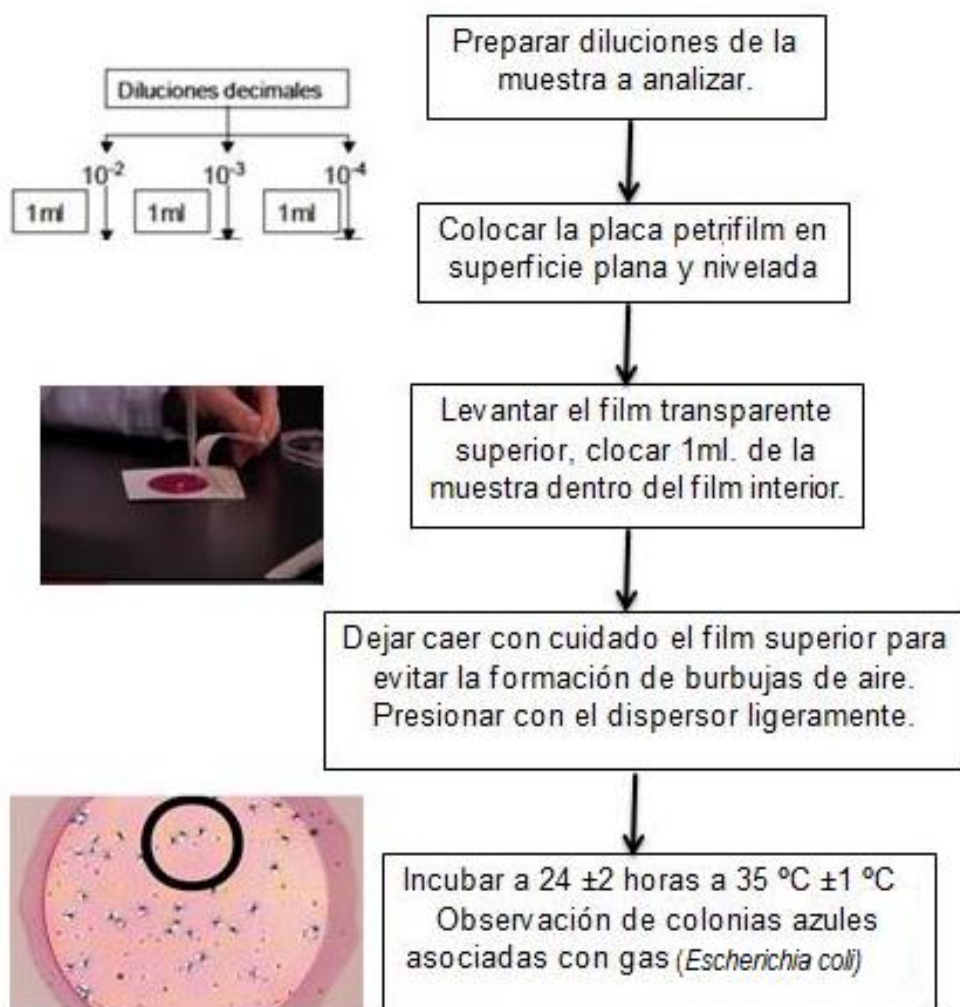 Preparar diluciones de la
muestra a analizar.
Diluciones decimales
10⁻² 10⁻³ 10⁻⁴
1ml 1ml 1ml
Colocar la placa petrifilm en
superficie plana y nivelada
Levantar el film transparente
superior, clocar 1ml. de la
muestra dentro del film interior.
Dejar caer con cuidado el film superior para
evitar la formación de burbujas de aire.
Presionar con el dispersor ligeramente.
Incubar a 24 ±2 horas a 35 ºC ±1 ºC
Observación de colonias azules
asociadas con gas (Escherichia coli)